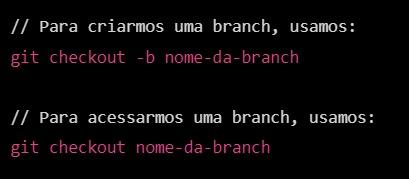 // Para criarmos uma branch, usamos:
git checkout -b nome-da-branch
// Para acessarmos uma branch, usamos:
git checkout nome-da-branch